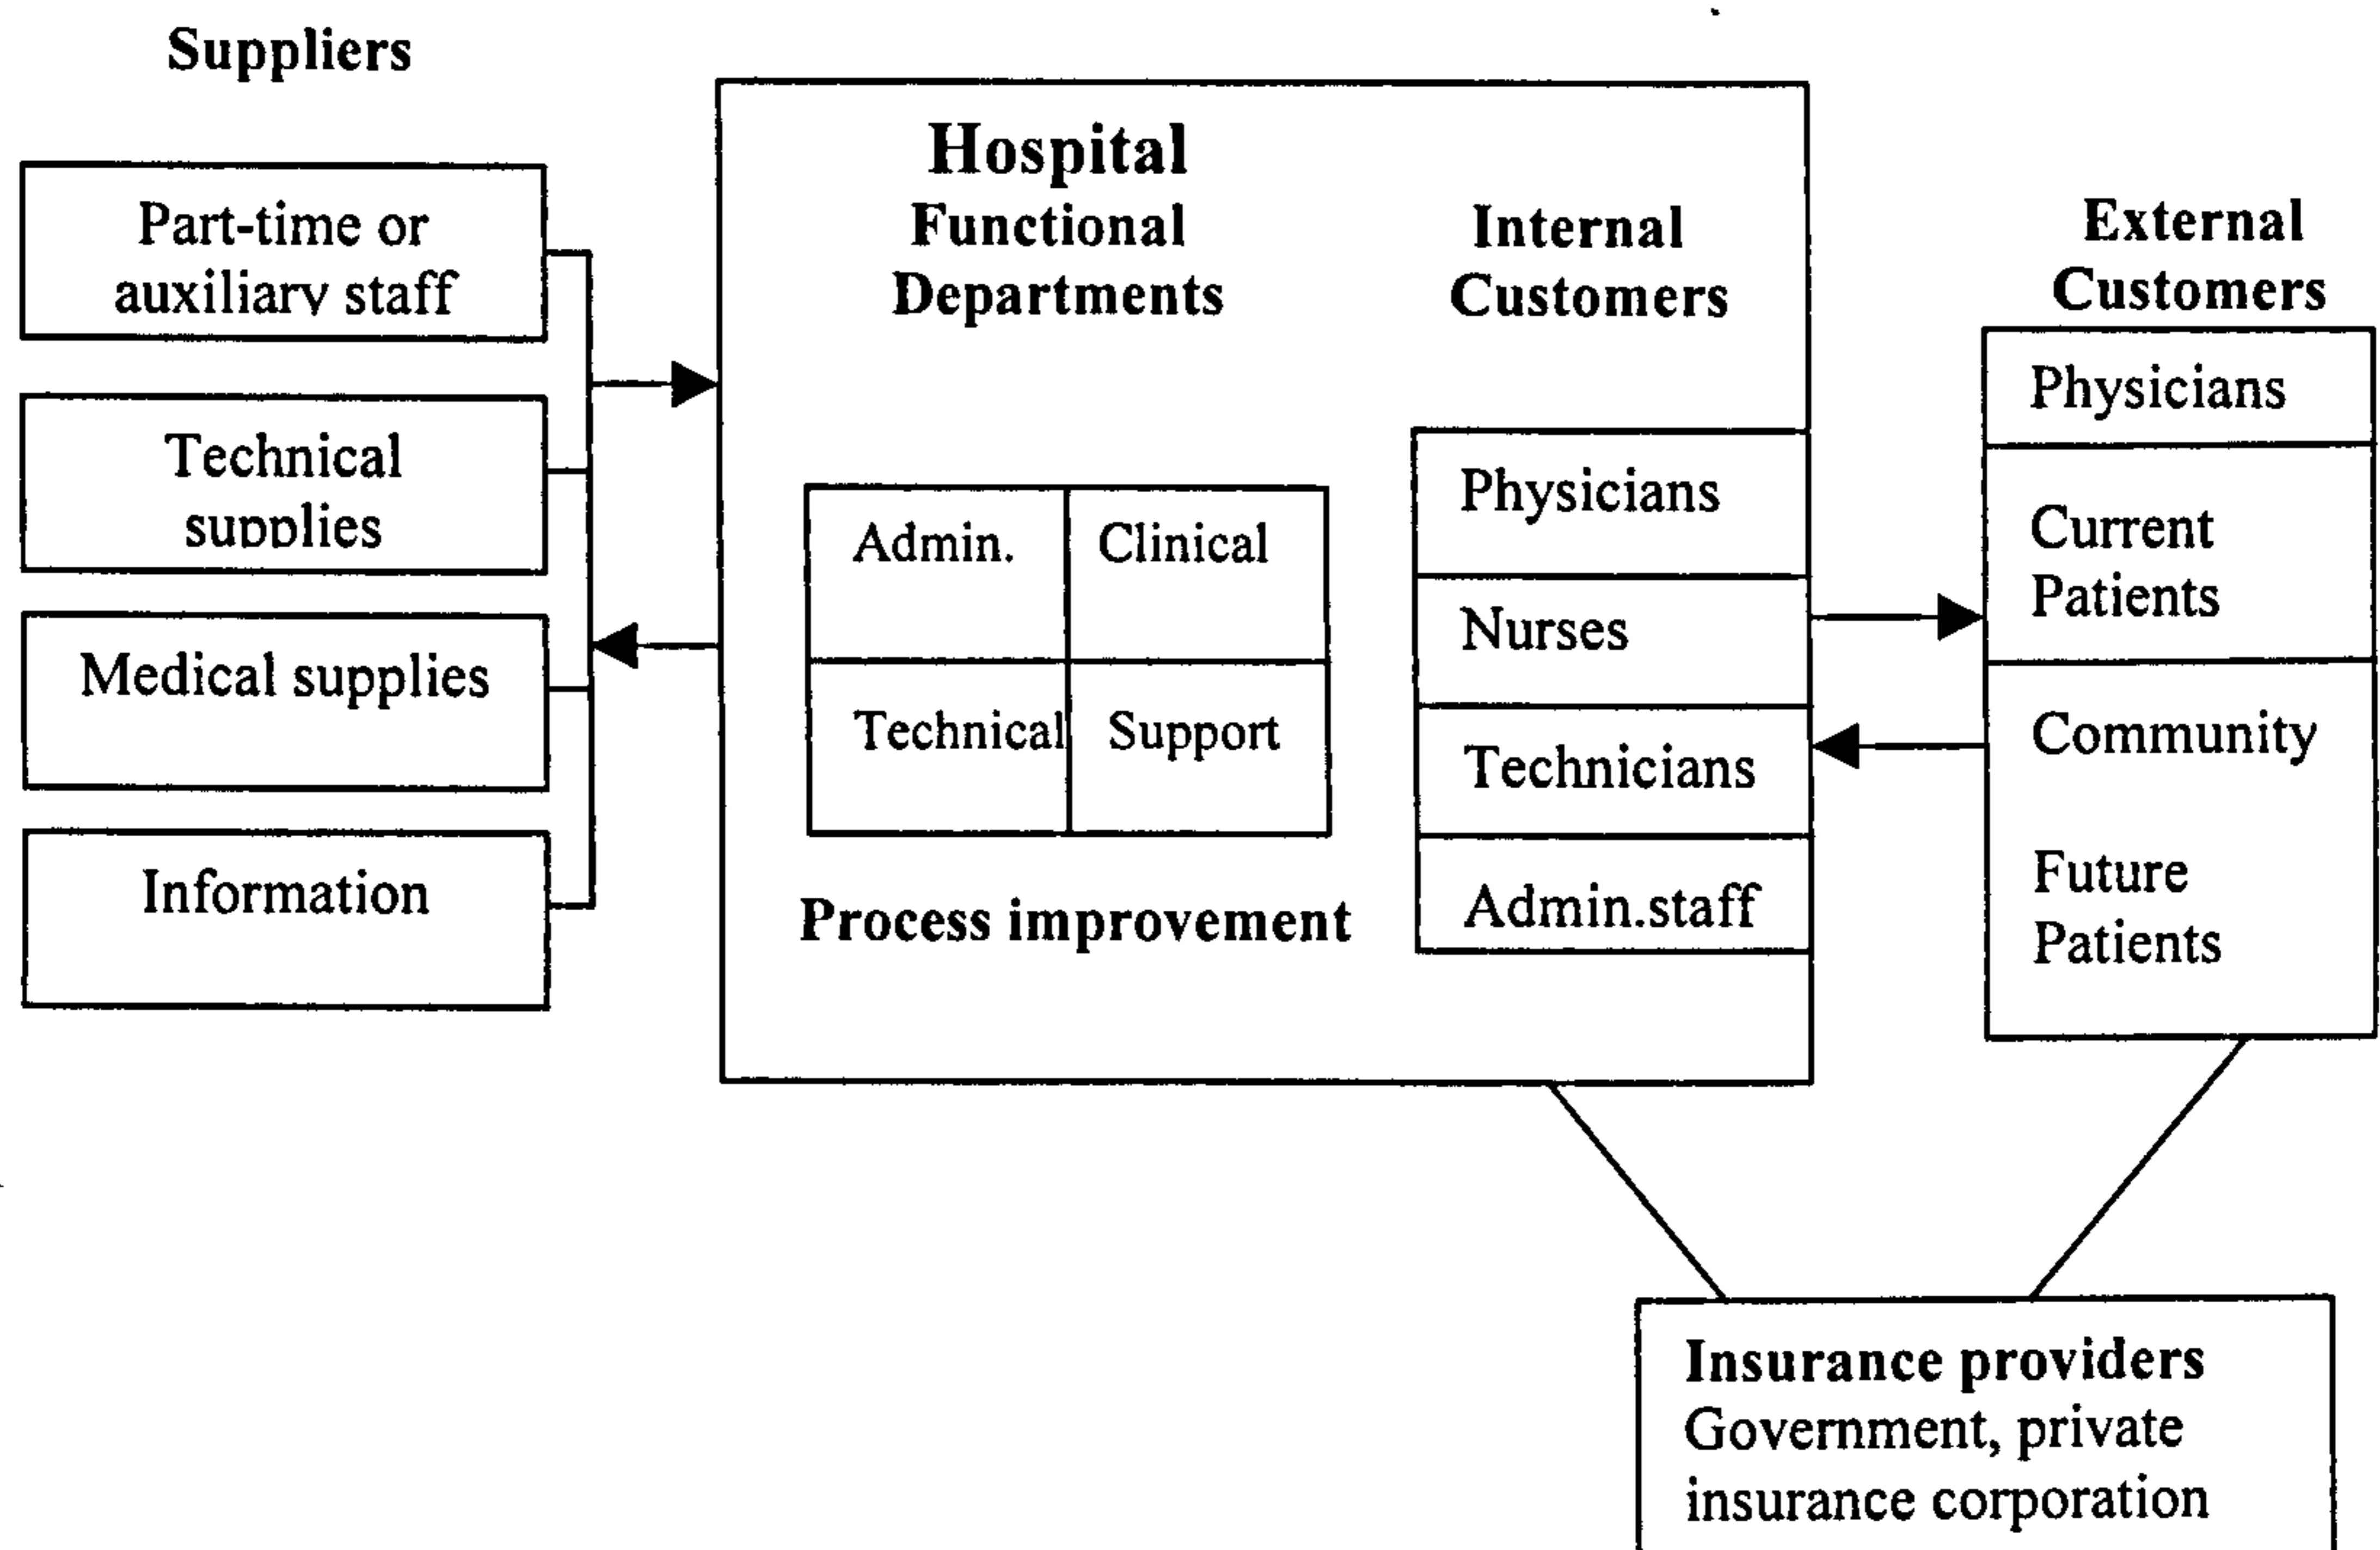 Suppliers
Part-time or
auxiliary staff
Technical
supplies
Medical supplies
Information
Hospital
Functional
Departments
Admin.
Clinical
Technical
Support
Process improvement
Internal
Customers
Physicians
Nurses
Technicians
Admin.staff
External
Customers
Physicians
Current
Patients
Community
Future
Patients
Insurance providers
Government, private
insurance corporation